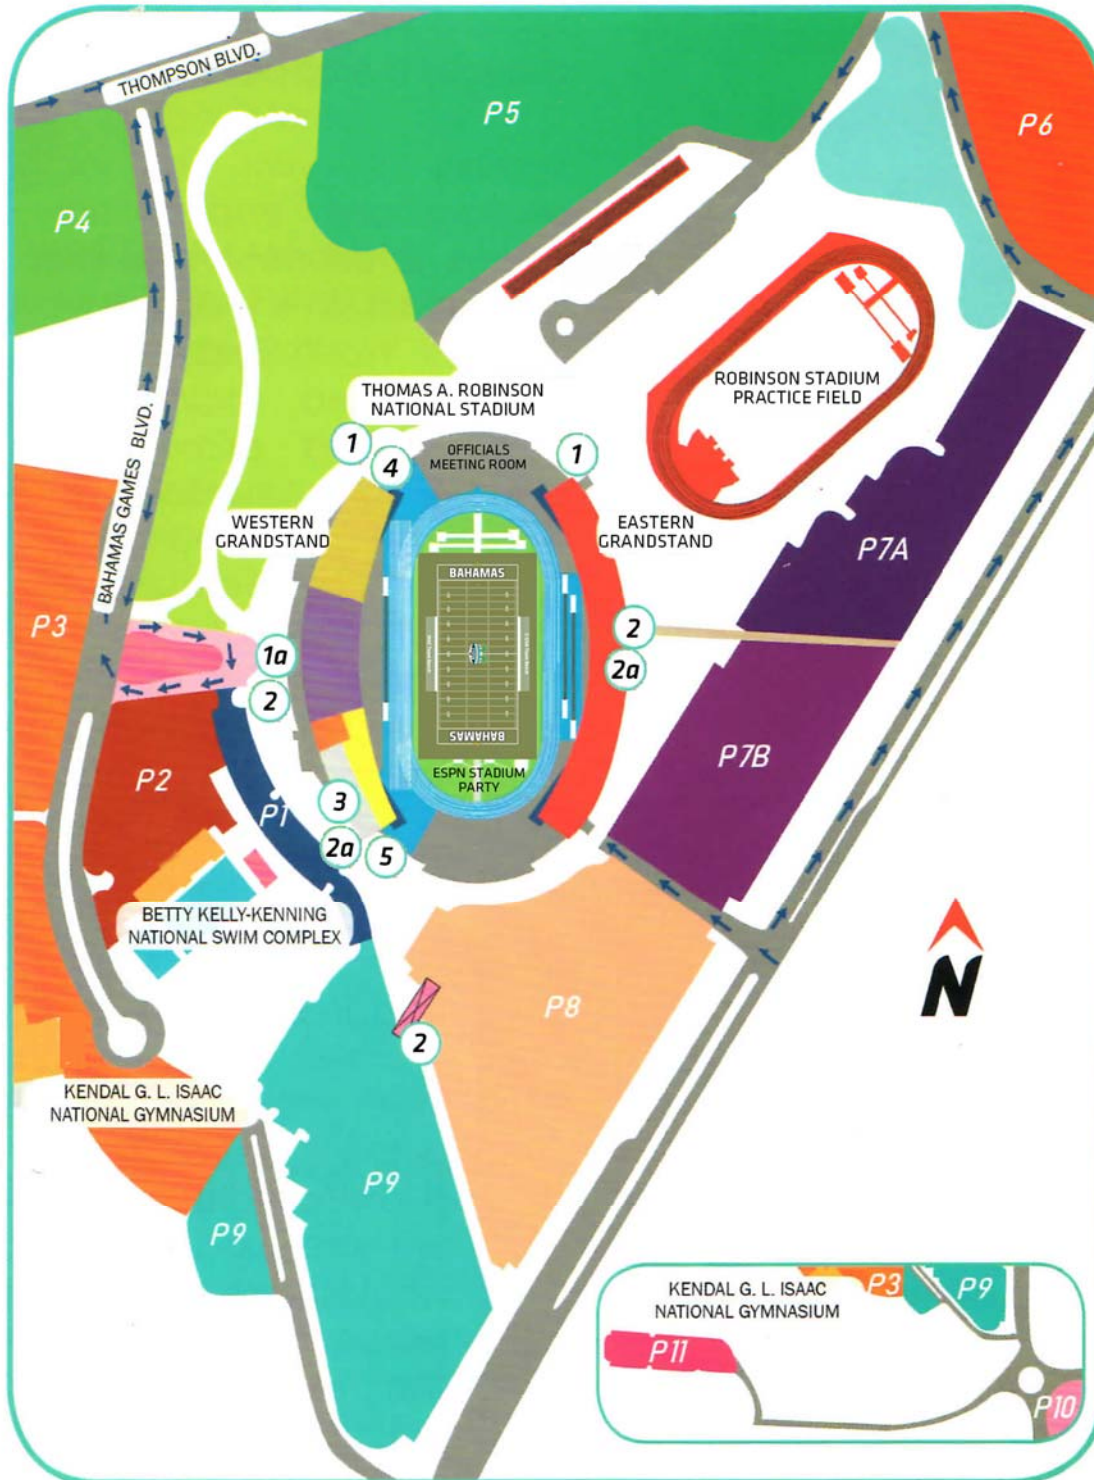 THOMPSON BLVD.
P5
P6
P4
BAHAMAS GAMES BLVD.
THOMAS A. ROBINSON
NATIONAL STADIUM
ROBINSON STADIUM
PRACTICE FIELD
1
4
OFFICIALS
MEETING ROOM
1
WESTERN
GRANDSTAND
EASTERN
GRANDSTAND
P7A
BAHAMAS
P3
1a
2
2
2a
BAHAMAS
P2
P1
P7B
ESPN STADIUM
PARTY
3
2a
5
BETTY KELLY-KENNING
NATIONAL SWIM COMPLEX
N
P8
2
KENDAL G. L. ISAAC
NATIONAL GYMNASIUM
P9
P9
KENDAL G. L. ISAAC
NATIONAL GYMNASIUM
P3
P9
P11
P10